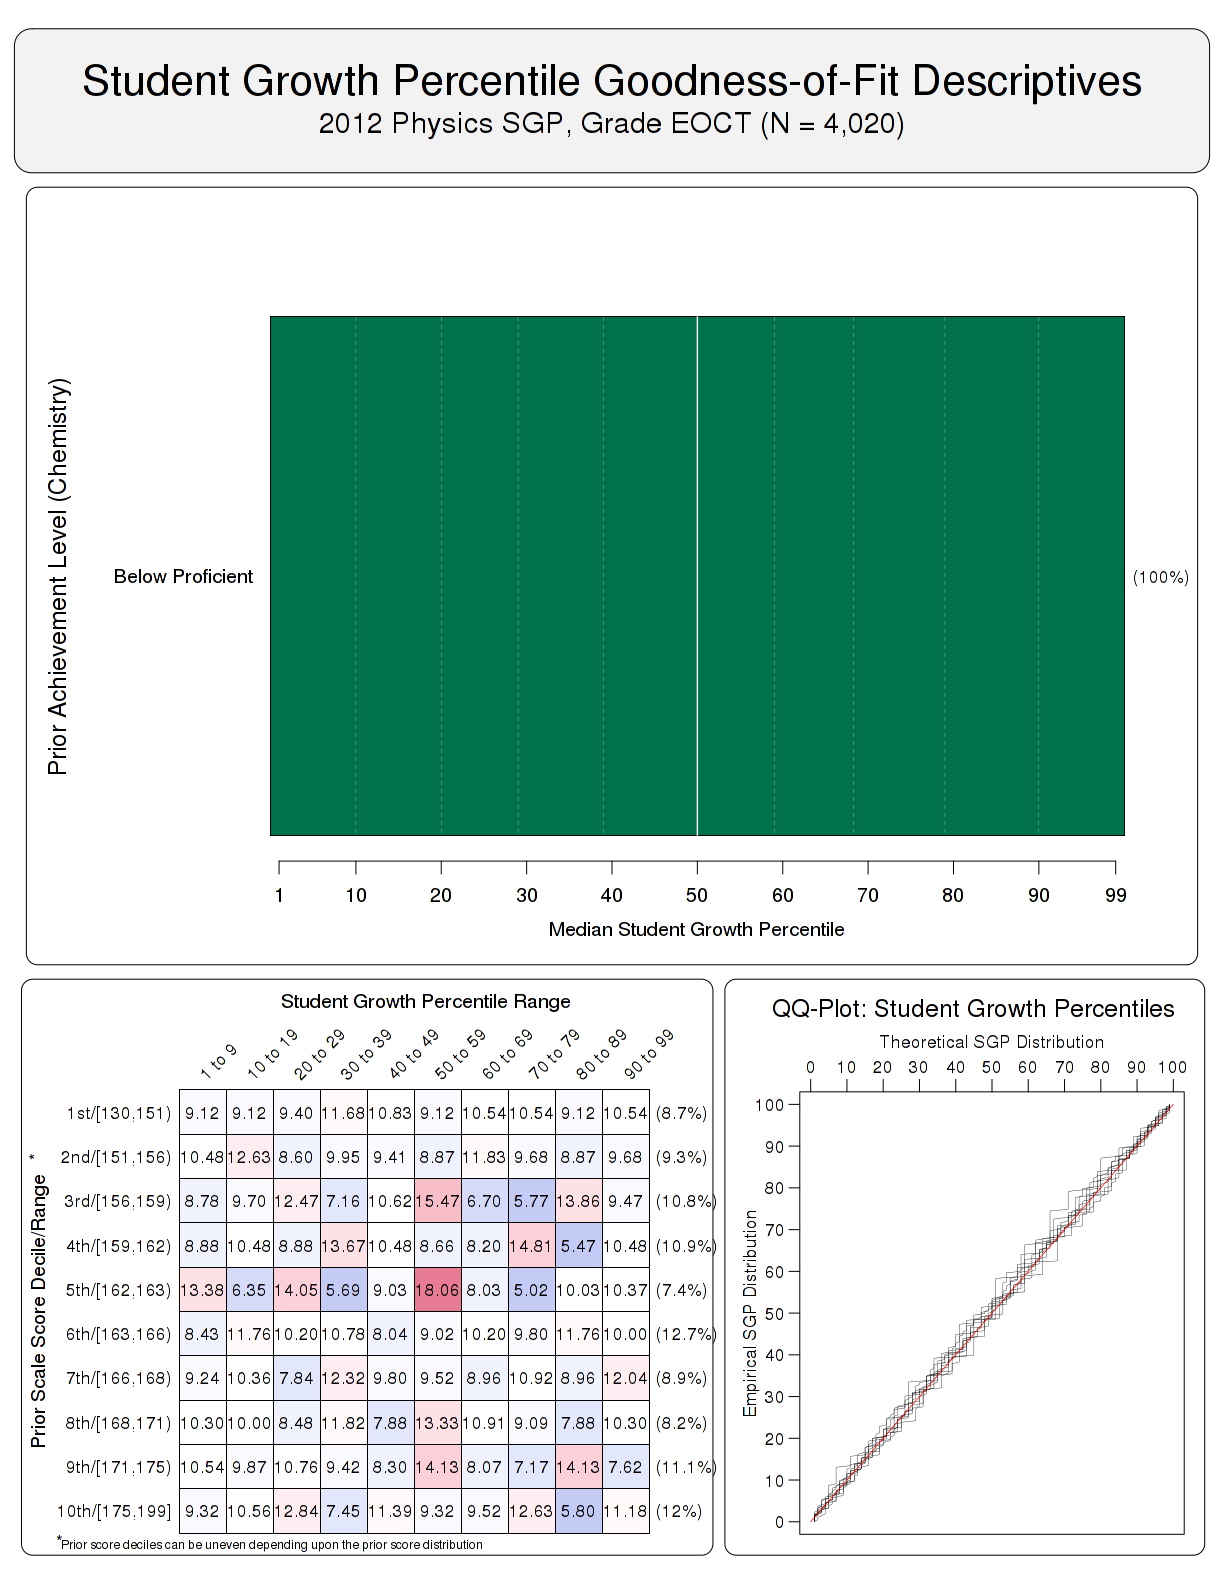 Student Growth Percentile Goodness-of-Fit Descriptives
2012 Physics SGP, Grade EOCT (N = 4,020)
Prior Achievement Level (Chemistry)
Below Proficient
(100%)
1 10 20 30 40 50 60 70 80 90 99
Median Student Growth Percentile
Student Growth Percentile Range
1 to 9 10 to 19 20 to 29 30 to 39 40 to 49 50 to 59 60 to 69 70 to 79 80 to 89 90 to 99
Prior Scale Score Decile/Range *
1st/[130,151) 9.12 9.12 9.40 11.68 10.83 9.12 10.54 10.54 9.12 10.54 (8.7%)
2nd/[151,156) 10.48 12.63 8.60 9.95 9.41 8.87 11.83 9.68 8.87 9.68 (9.3%)
3rd/[156,159) 8.78 9.70 12.47 7.16 10.62 15.47 6.70 5.77 13.86 9.47 (10.8%)
4th/[159,162) 8.88 10.48 8.88 13.67 10.48 8.66 8.20 14.81 5.47 10.48 (10.9%)
5th/[162,163) 13.38 6.35 14.05 5.69 9.03 18.06 8.03 5.02 10.03 10.37 (7.4%)
6th/[163,166) 8.43 11.76 10.20 10.78 8.04 9.02 10.20 9.80 11.76 10.00 (12.7%)
7th/[166,168) 9.24 10.36 7.84 12.32 9.80 9.52 8.96 10.92 8.96 12.04 (8.9%)
8th/[168,171) 10.30 10.00 8.48 11.82 7.88 13.33 10.91 9.09 7.88 10.30 (8.2%)
9th/[171,175) 10.54 9.87 10.76 9.42 8.30 14.13 8.07 7.17 14.13 7.62 (11.1%)
10th/[175,199] 9.32 10.56 12.84 7.45 11.39 9.32 9.52 12.63 5.80 11.18 (12%)
*Prior score deciles can be uneven depending upon the prior score distribution
QQ-Plot: Student Growth Percentiles
Theoretical SGP Distribution
0 10 20 30 40 50 60 70 80 90 100
Empirical SGP Distribution
100
90
80
70
60
50
40
30
20
10
0